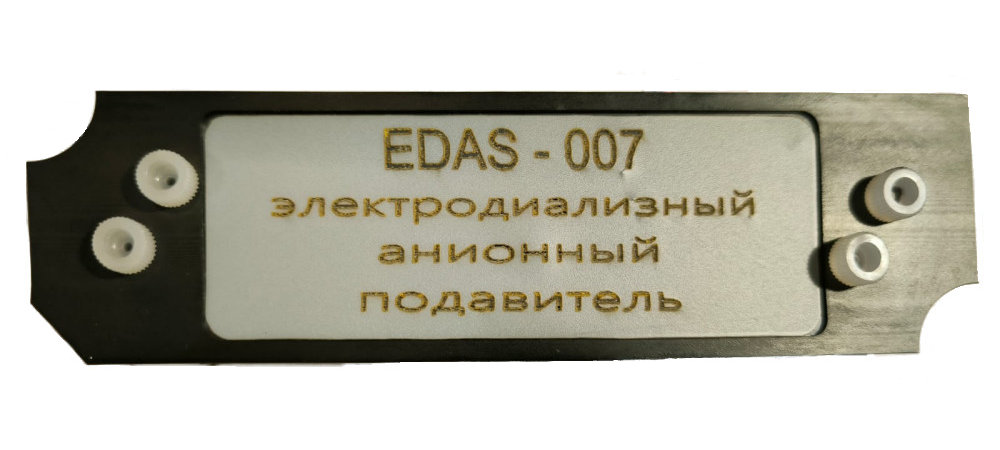 EDAS - 007
электродиализный
анионный
подавитель